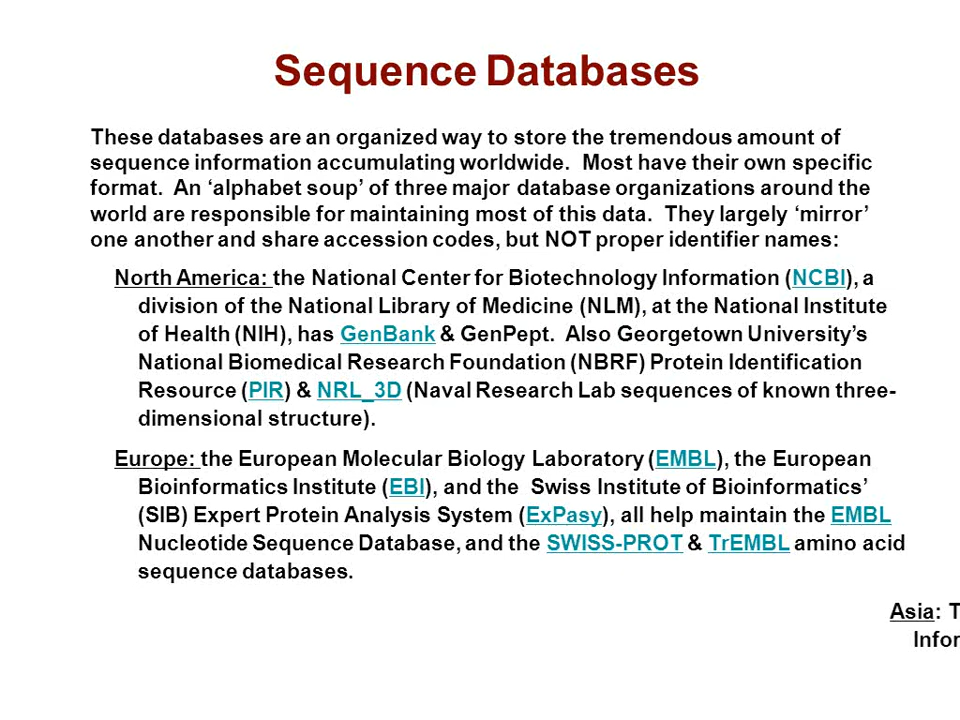 Sequence Databases
These databases are an organized way to store the tremendous amount of
sequence information accumulating worldwide.  Most have their own specific
format.  An ‘alphabet soup’ of three major database organizations around the
world are responsible for maintaining most of this data.  They largely ‘mirror’
one another and share accession codes, but NOT proper identifier names:
North America: the National Center for Biotechnology Information (NCBI), a
division of the National Library of Medicine (NLM), at the National Institute
of Health (NIH), has GenBank & GenPept.  Also Georgetown University’s
National Biomedical Research Foundation (NBRF) Protein Identification
Resource (PIR) & NRL_3D (Naval Research Lab sequences of known three-
dimensional structure).
Europe: the European Molecular Biology Laboratory (EMBL), the European
Bioinformatics Institute (EBI), and the  Swiss Institute of Bioinformatics’
(SIB) Expert Protein Analysis System (ExPasy), all help maintain the EMBL
Nucleotide Sequence Database, and the SWISS-PROT & TrEMBL amino acid
sequence databases.
Asia: T
Infor